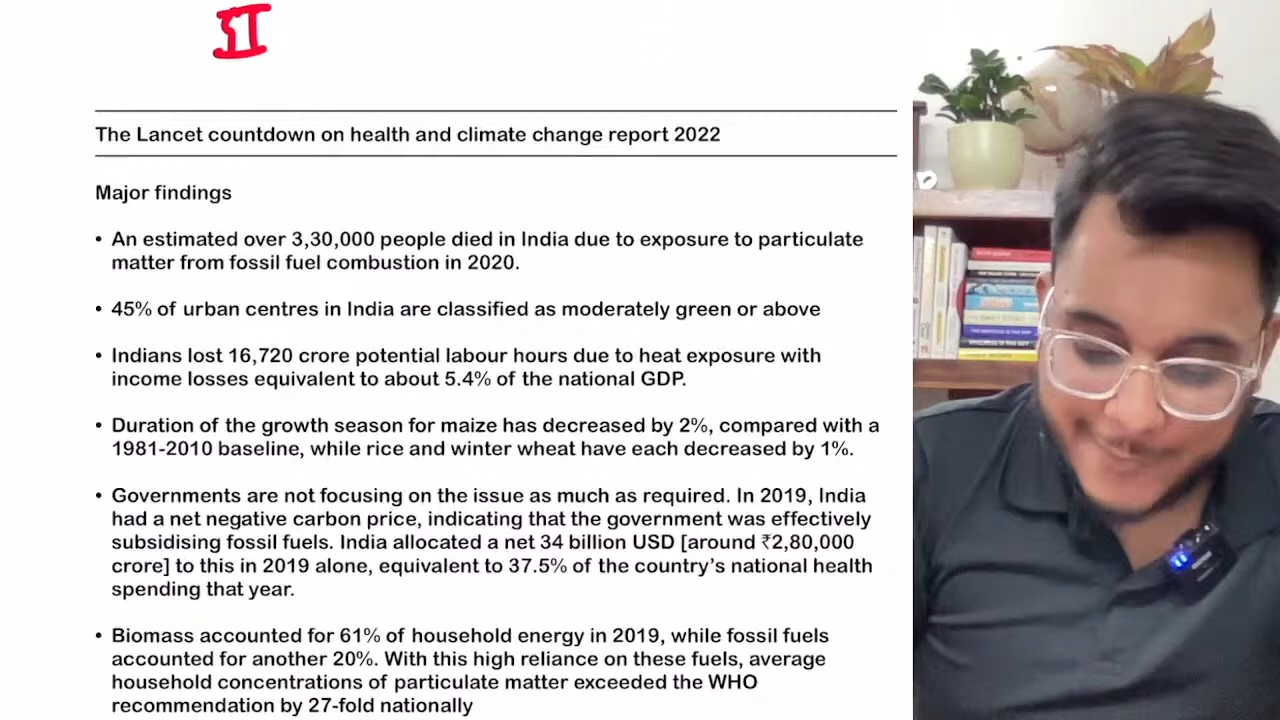 II
The Lancet countdown on health and climate change report 2022
Major findings
• An estimated over 3,30,000 people died in India due to exposure to particulate
matter from fossil fuel combustion in 2020.
• 45% of urban centres in India are classified as moderately green or above
• Indians lost 16,720 crore potential labour hours due to heat exposure with
income losses equivalent to about 5.4% of the national GDP.
• Duration of the growth season for maize has decreased by 2%, compared with a
1981-2010 baseline, while rice and winter wheat have each decreased by 1%.
• Governments are not focusing on the issue as much as required. In 2019, India
had a net negative carbon price, indicating that the government was effectively
subsidising fossil fuels. India allocated a net 34 billion USD [around ₹2,80,000
crore] to this in 2019 alone, equivalent to 37.5% of the country’s national health
spending that year.
• Biomass accounted for 61% of household energy in 2019, while fossil fuels
accounted for another 20%. With this high reliance on these fuels, average
household concentrations of particulate matter exceeded the WHO
recommendation by 27-fold nationally